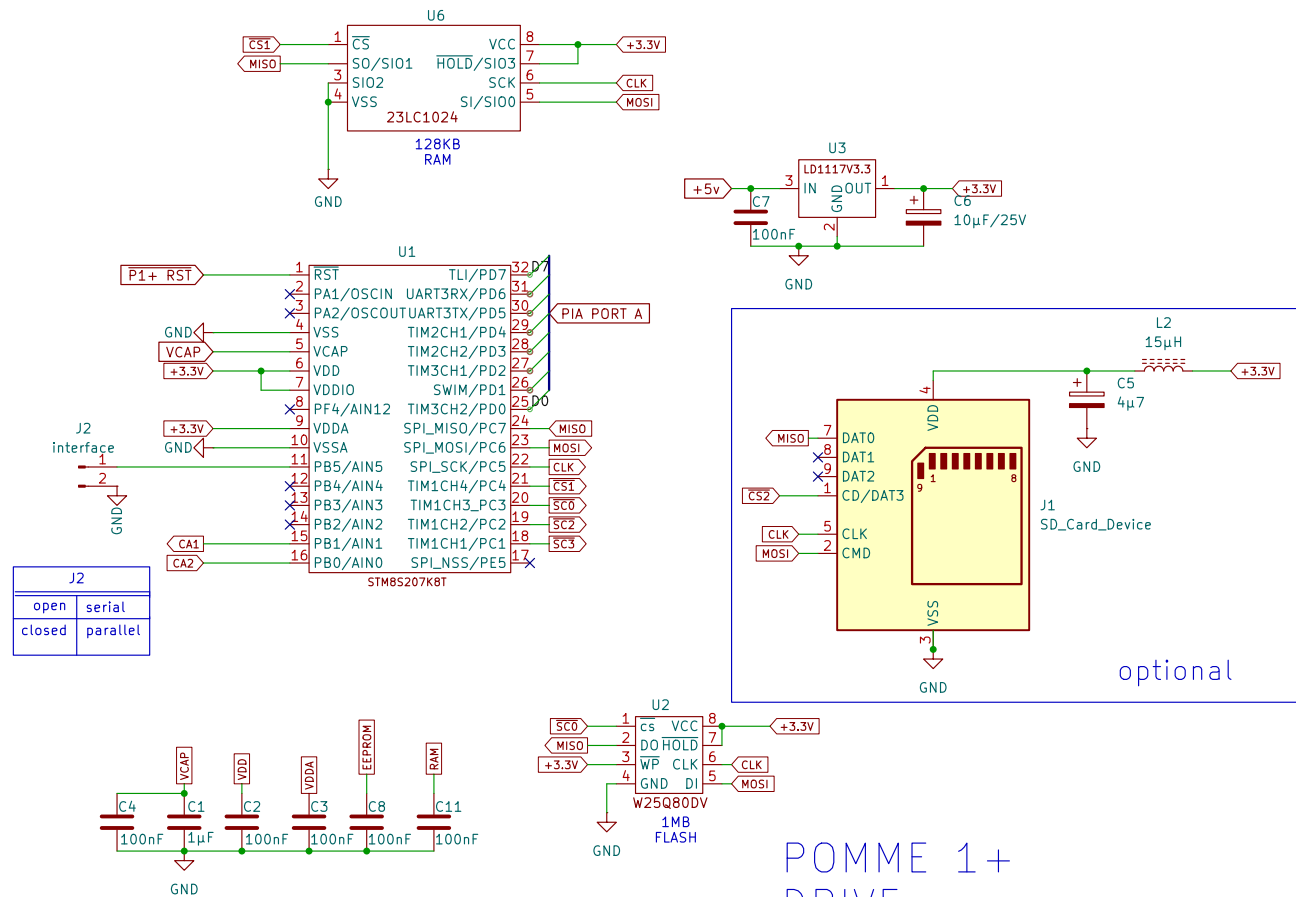 U6
CS1
1
CS
VCC
8
+3.3V
MISO
SO/SIO1
HOLD/SIO3
7
3
SIO2
SCK
6
CLK
4
VSS
SI/SIO0
5
MOSI
23LC1024
128KB
RAM
GND
U3
LD1117V3.3
+5v
3
IN
OUT
1
+3.3V
GND
2
C7
100nF
+
C6
10µF/25V
GND
U1
P1+ RST
1
RST
TLI/PD7
32
D7
2
PA1/OSCIN
UART3RX/PD6
31
3
PA2/OSCOUT
UART3TX/PD5
30
PIA PORT A
GND
4
VSS
TIM2CH1/PD4
29
VCAP
5
VCAP
TIM2CH2/PD3
28
+3.3V
6
VDD
TIM3CH1/PD2
27
7
VDDIO
SWIM/PD1
26
8
PF4/AIN12
TIM3CH2/PD0
25
D0
+3.3V
9
VDDA
SPI_MISO/PC7
24
MISO
GND
10
VSSA
SPI_MOSI/PC6
23
MOSI
11
PB5/AIN5
SPI_SCK/PC5
22
CLK
12
PB4/AIN4
TIM1CH4/PC4
21
CS1
13
PB3/AIN3
TIM1CH3_PC3
20
SC0
14
PB2/AIN2
TIM1CH2/PC2
19
SC2
CA1
15
PB1/AIN1
TIM1CH1/PC1
18
SC3
CA2
16
PB0/AIN0
SPI_NSS/PE5
17
STM8S207K8T
J2
interface
1
2
GND
J2
open serial
closed parallel
L2
15µH
+3.3V
+
C5
4µ7
GND
4
VDD
MISO
7
DAT0
8
DAT1
9
DAT2
CS2
1
CD/DAT3
CLK
5
CLK
MOSI
2
CMD
9
1
8
J1
SD_Card_Device
VSS
3
GND
optional
U2
SC0
1
cs
VCC
8
+3.3V
MISO
2
DO
HOLD
7
+3.3V
3
WP
CLK
6
CLK
4
GND
DI
5
MOSI
W25Q80DV
1MB
FLASH
GND
VCAP
VDD
VDDA
EEPROM
RAM
C4
100nF
C1
1µF
C2
100nF
C3
100nF
C8
100nF
C11
100nF
GND
POMME 1+
DRIVE